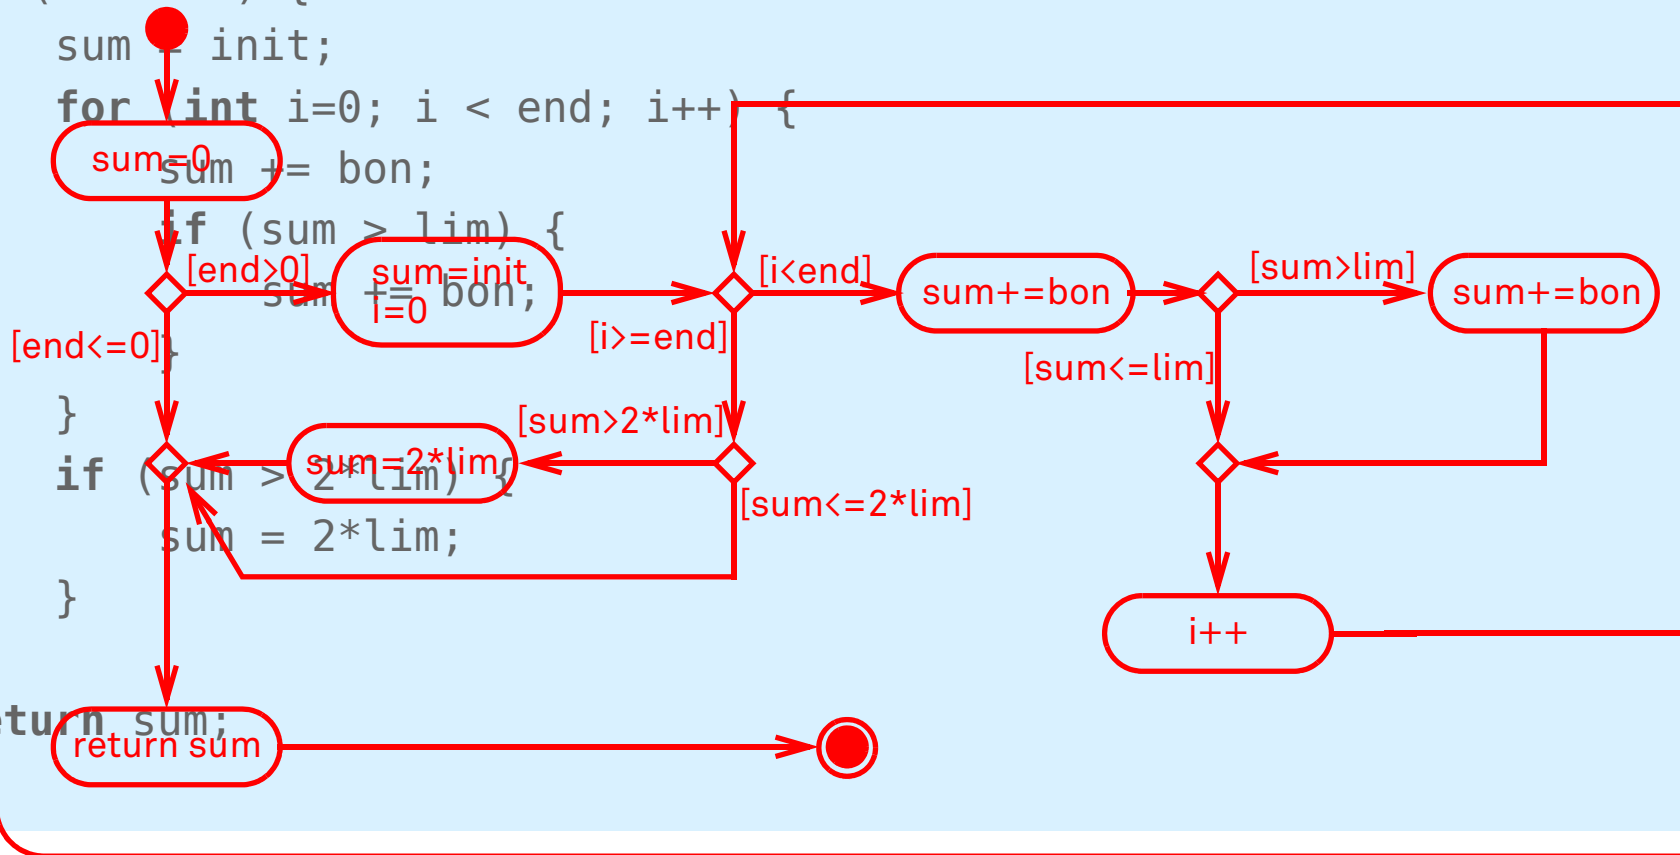 {
sum = init;
for (int i=0; i < end; i++) {
sum=0
sum += bon;
if (sum > lim) {
[end>0]
sum=init
i=0
sum += bon;
[i<end]
sum+=bon
[sum>lim]
sum+=bon
[i>=end]
[end<=0]
}
[sum<=lim]
}
[sum>2*lim]
sum=2*lim
if (sum > 2*lim) {
[sum<=2*lim]
sum = 2*lim;
}
i++
return sum;
return sum